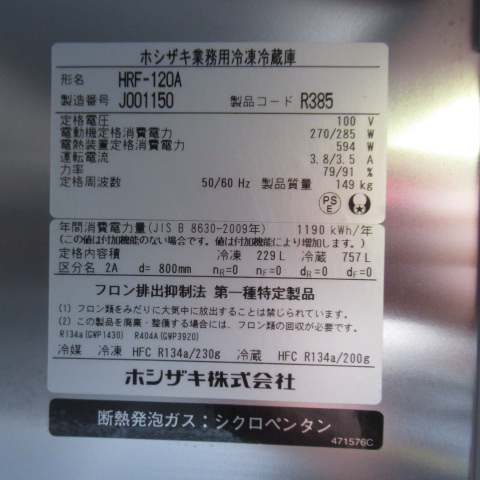 ホシザキ業務用冷凍冷蔵庫
形名 HRF-120A
製造番号 J001150 製品コード R385
定格電圧 100 V
電動機定格消費電力 270/285 W
電熱装置定格消費電力 594 W
運転電流 3.8/3.5 A
力率 79/91 %
定格周波数 50/60 Hz 製品質量 149 kg
PS E
年間消費電力量(JIS B 8630-2009年) 1190 kWh/年
(この値は付加機能のない場合です。値は付加機能により増加します。)
定格内容積 冷凍 229 L 冷蔵 757 L
区分名 2A d= 800mm nR=0 nF=0 dR=0 dF=0
フロン排出抑制法 第一種特定製品
(1) フロン類をみだりに大気中に放出することは禁じられています。
(2) この製品を廃棄・整備する場合には、フロン類の回収が必要です。
R134a(GWP1430) R404A(GWP3920)
冷媒 冷凍 HFC R134a/230g 冷蔵 HFC R134a/200g
ホシザキ株式会社
断熱発泡ガス:シクロペンタン
471576C